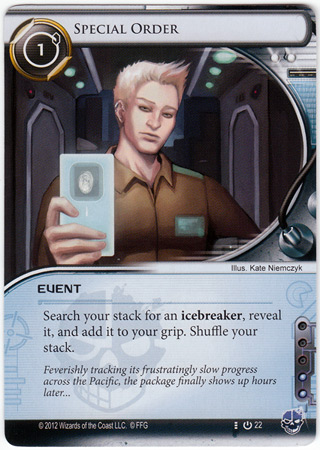 1
SPECIAL ORDER
Illus. Kate Niemczyk
EVENT
Search your stack for an icebreaker, reveal
it, and add it to your grip. Shuffle your
stack.
Feverishly tracking its frustratingly slow progress
across the Pacific, the package finally shows up hours
later...
© 2012 Wizards of the Coast LLC. © FFG
22